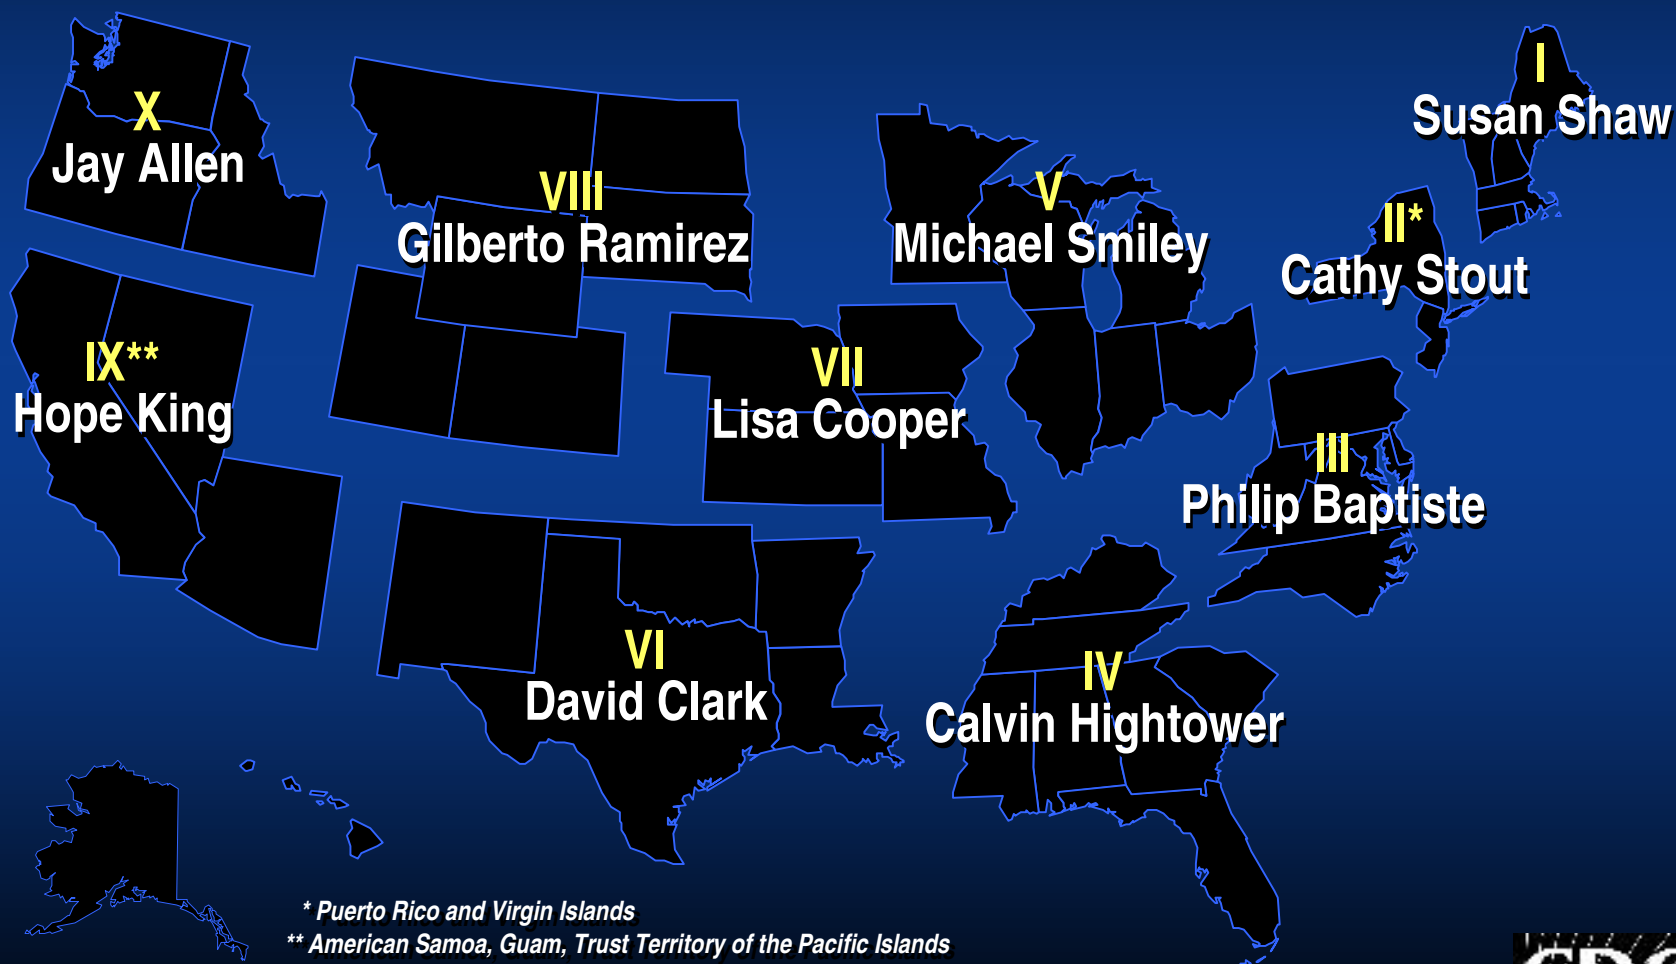 I
Susan Shaw
X
Jay Allen
VIII
Gilberto Ramirez
V
Michael Smiley
II*
Cathy Stout
IX**
Hope King
VII
Lisa Cooper
III
Philip Baptiste
VI
David Clark
IV
Calvin Hightower
* Puerto Rico and Virgin Islands
** American Samoa, Guam, Trust Territory of the Pacific Islands